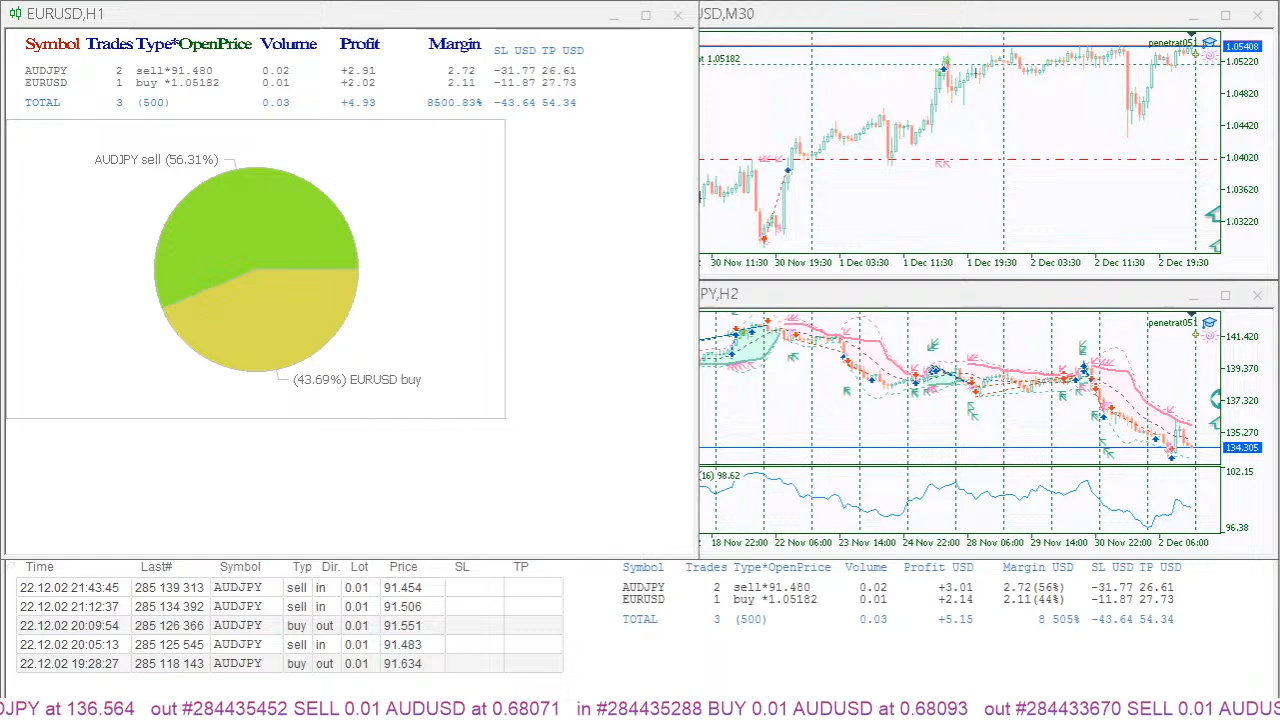 EURUSD,H1
Symbol Trades Type*OpenPrice Volume Profit Margin SL USD TP USD
AUDJPY 2 sell*91.480 0.02 +2.91 2.72 -31.77 26.61
EURUSD 1 buy *1.05182 0.01 +2.02 2.11 -11.87 27.73
TOTAL 3 (500) 0.03 +4.93 8500.83% -43.64 54.34
AUDJPY sell (56.31%)
(43.69%) EURUSD buy
USD,M30
penetrat051
1.05408
1.05220
1.05182
1.04820
1.04420
1.04020
1.03620
1.03220
30 Nov 11:30 30 Nov 19:30 1 Dec 03:30 1 Dec 11:30 1 Dec 19:30 2 Dec 03:30 2 Dec 11:30 2 Dec 19:30
PY,H2
penetrat051
141.420
139.370
137.320
135.270
134.305
(16) 98.62
102.15
96.38
18 Nov 22:00 22 Nov 06:00 23 Nov 14:00 24 Nov 22:00 28 Nov 06:00 29 Nov 14:00 30 Nov 22:00 2 Dec 06:00
Time Last# Symbol Typ Dir. Lot Price SL TP
22.12.02 21:43:45 285 139 313 AUDJPY sell in 0.01 91.454
22.12.02 21:12:37 285 134 392 AUDJPY sell in 0.01 91.506
22.12.02 20:09:54 285 126 366 AUDJPY buy out 0.01 91.551
22.12.02 20:05:13 285 125 545 AUDJPY sell in 0.01 91.483
22.12.02 19:28:27 285 118 143 AUDJPY buy out 0.01 91.634
Symbol Trades Type*OpenPrice Volume Profit USD Margin USD SL USD TP USD
AUDJPY 2 sell*91.480 0.02 +3.01 2.72(56%) -31.77 26.61
EURUSD 1 buy *1.05182 0.01 +2.14 2.11(44%) -11.87 27.73
TOTAL 3 (500) 0.03 +5.15 8 505% -43.64 54.34
DJPY at 136.564 out #284435452 SELL 0.01 AUDUSD at 0.68071 in #284435288 BUY 0.01 AUDUSD at 0.68093 out #284433670 SELL 0.01 AUDUS